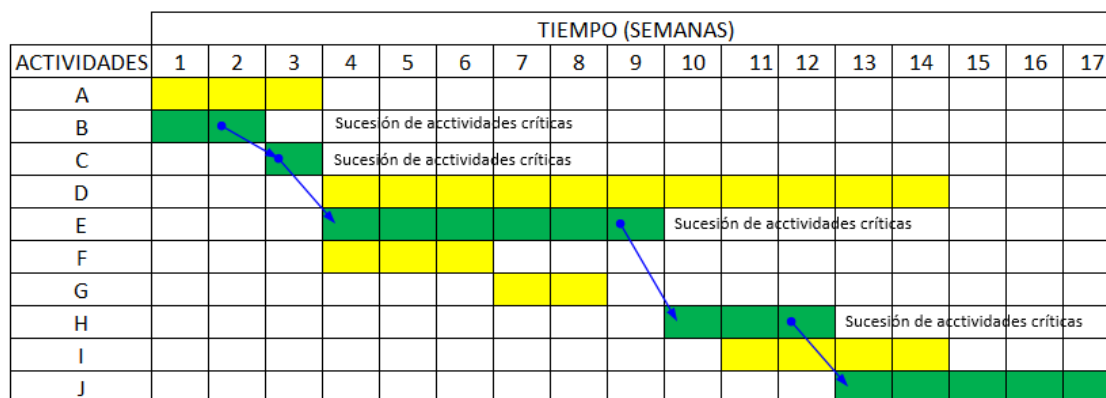 TIEMPO (SEMANAS)
ACTIVIDADES 1 2 3 4 5 6 7 8 9 10 11 12 13 14 15 16 17
A
B Sucesión de acctividades críticas
C Sucesión de acctividades críticas
D
E Sucesión de acctividades críticas
F
G
H Sucesión de acctividades críticas
I
J